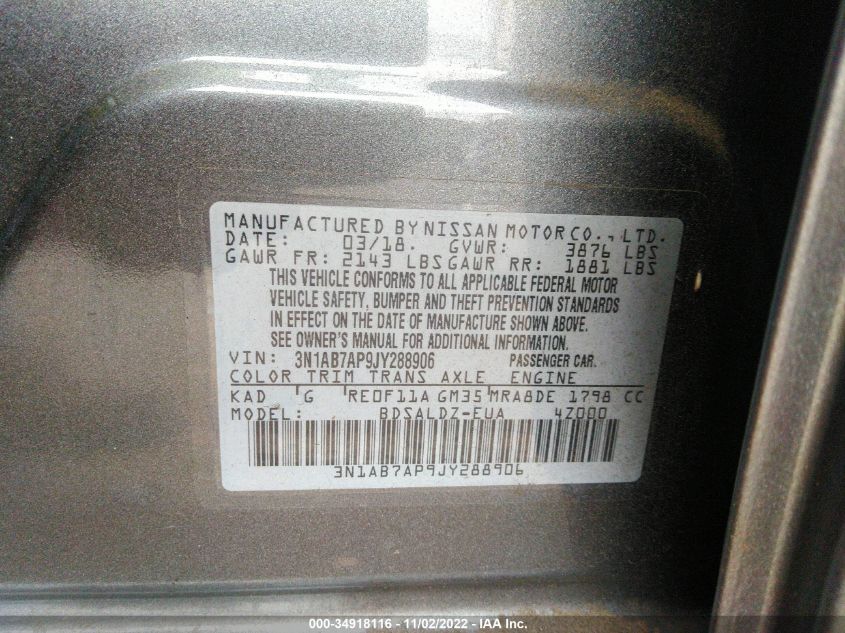 MANUFACTURED BY NISSAN MOTOR CO., LTD.
DATE: 03/18. GVWR: 3876 LBS
GAWR FR: 2143 LBS GAWR RR: 1881 LBS
THIS VEHICLE CONFORMS TO ALL APPLICABLE FEDERAL MOTOR
VEHICLE SAFETY, BUMPER AND THEFT PREVENTION STANDARDS
IN EFFECT ON THE DATE OF MANUFACTURE SHOWN ABOVE.
SEE OWNER'S MANUAL FOR ADDITIONAL INFORMATION.
VIN: 3N1AB7AP9JY288906 PASSENGER CAR.
COLOR TRIM TRANS AXLE ENGINE
KAD G RE0F11A GM35 MRA8DE 1798 CC
MODEL: BDSALDZ-EUA 4Z000
3N1AB7AP9JY288906
000-34918116 - 11/02/2022 - IAA Inc.